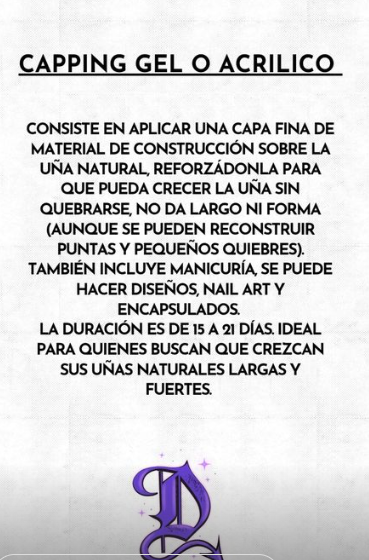 CAPPING GEL O ACRILICO
CONSISTE EN APLICAR UNA CAPA FINA DE
MATERIAL DE CONSTRUCCIÓN SOBRE LA
UÑA NATURAL, REFORZÁDONLA PARA
QUE PUEDA CRECER LA UÑA SIN
QUEBRARSE, NO DA LARGO NI FORMA
(AUNQUE SE PUEDEN RECONSTRUIR
PUNTAS Y PEQUEÑOS QUIEBRES).
TAMBIÉN INCLUYE MANICURÍA, SE PUEDE
HACER DISEÑOS, NAIL ART Y
ENCAPSULADOS.
LA DURACIÓN ES DE 15 A 21 DÍAS. IDEAL
PARA QUIENES BUSCAN QUE CREZCAN
SUS UÑAS NATURALES LARGAS Y
FUERTES.
D